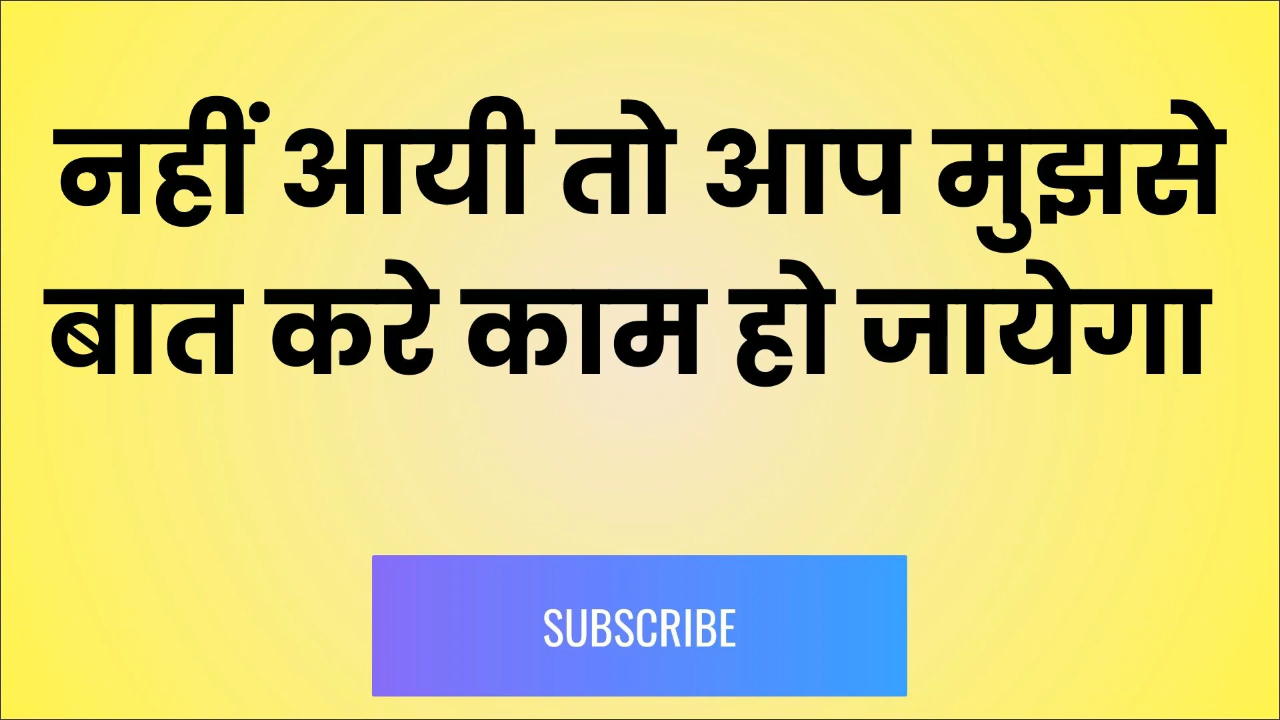 नहीं आयी तो आप मुझसे
बात करे काम हो जायेगा
SUBSCRIBE